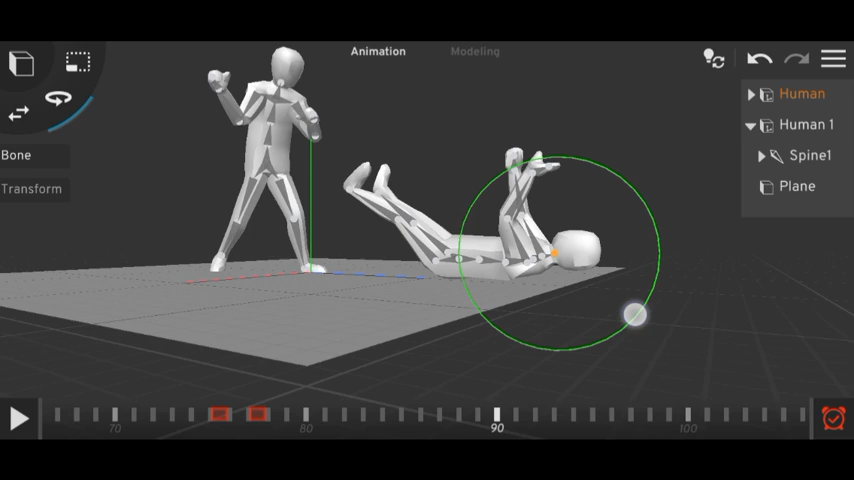 Animation
Modeling
Human
Human 1
Bone
Spine1
Transform
Plane
70
80
90
100